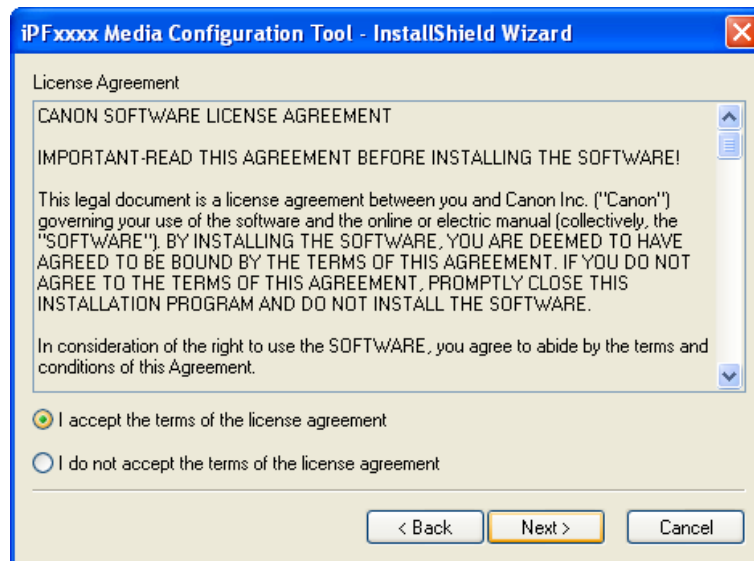 iPFxxxx Media Configuration Tool - InstallShield Wizard
License Agreement
CANON SOFTWARE LICENSE AGREEMENT
IMPORTANT-READ THIS AGREEMENT BEFORE INSTALLING THE SOFTWARE!
This legal document is a license agreement between you and Canon Inc. ("Canon")
governing your use of the software and the online or electric manual (collectively, the
"SOFTWARE"). BY INSTALLING THE SOFTWARE, YOU ARE DEEMED TO HAVE
AGREED TO BE BOUND BY THE TERMS OF THIS AGREEMENT. IF YOU DO NOT
AGREE TO THE TERMS OF THIS AGREEMENT, PROMPTLY CLOSE THIS
INSTALLATION PROGRAM AND DO NOT INSTALL THE SOFTWARE.
In consideration of the right to use the SOFTWARE, you agree to abide by the terms and
conditions of this Agreement.
I accept the terms of the license agreement
I do not accept the terms of the license agreement
< Back Next > Cancel